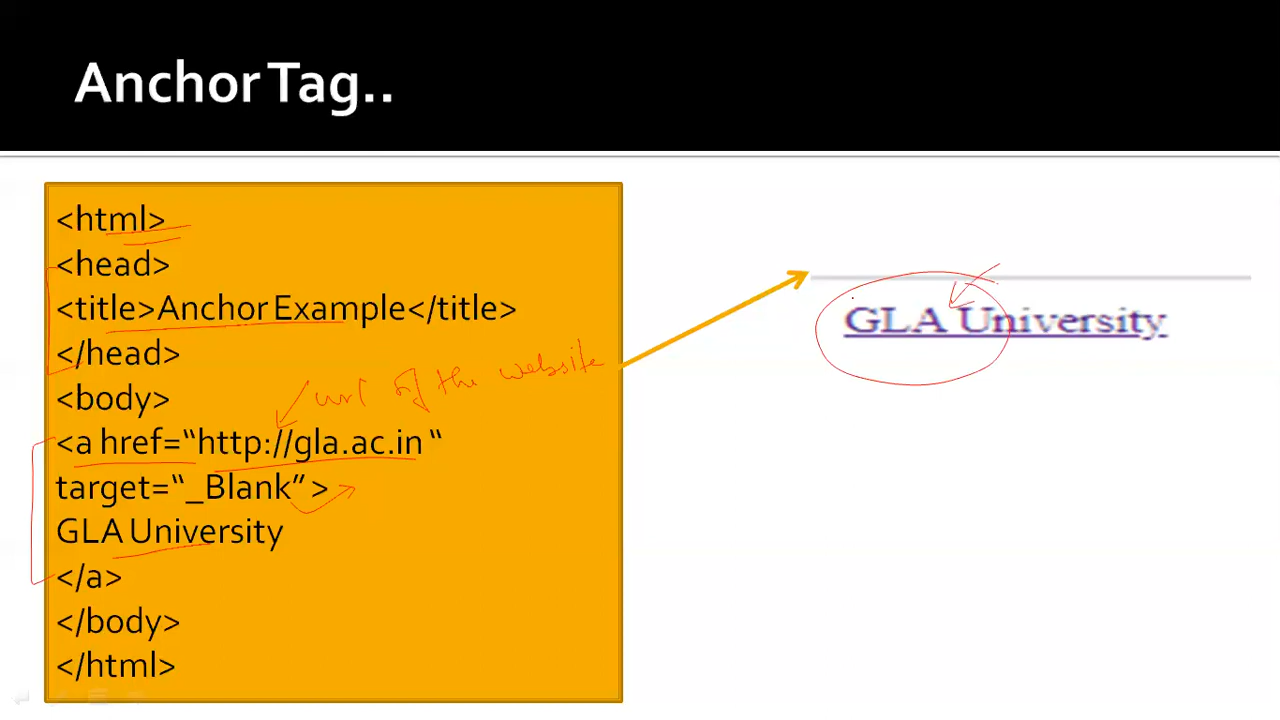 Anchor Tag..
<html>
<head>
<title>Anchor Example</title>
</head>
<body>
url of the website
<a href=“http://gla.ac.in “
target=“_Blank” >
GLA University
</a>
</body>
</html>
GLA University